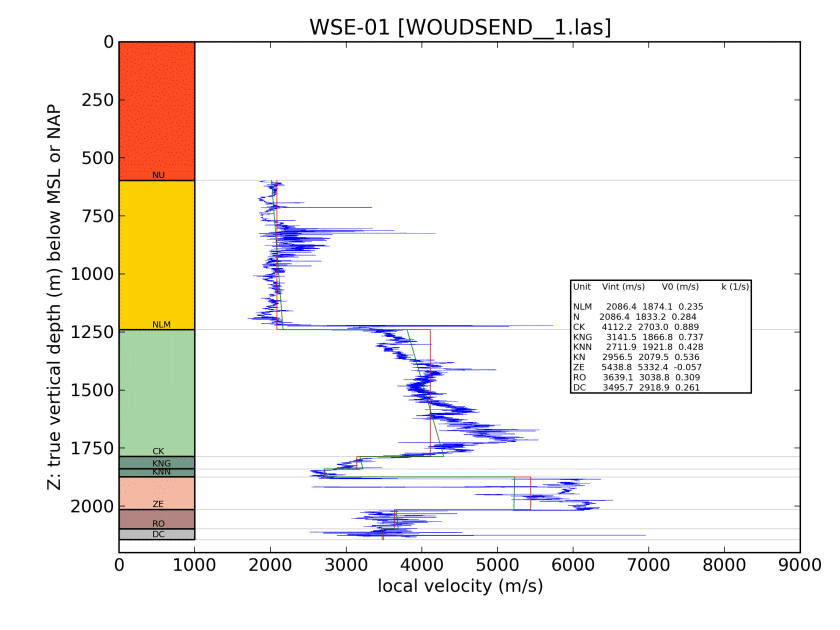 WSE-01 [WOUDSEND__1.las]
Z: true vertical depth (m) below MSL or NAP
0
250
500
750
1000
1250
1500
1750
2000
NU
NLM
CK
KNG
KNN
ZE
RO
DC
Unit Vint (m/s) V0 (m/s) k (1/s)
NLM 2086.4 1874.1 0.235
N 2086.4 1833.2 0.284
CK 4112.2 2703.0 0.889
KNG 3141.5 1866.8 0.737
KNN 2711.9 1921.8 0.428
KN 2956.5 2079.5 0.536
ZE 5438.8 5332.4 -0.057
RO 3639.1 3038.8 0.309
DC 3495.7 2918.9 0.261
0 1000 2000 3000 4000 5000 6000 7000 8000 9000
local velocity (m/s)